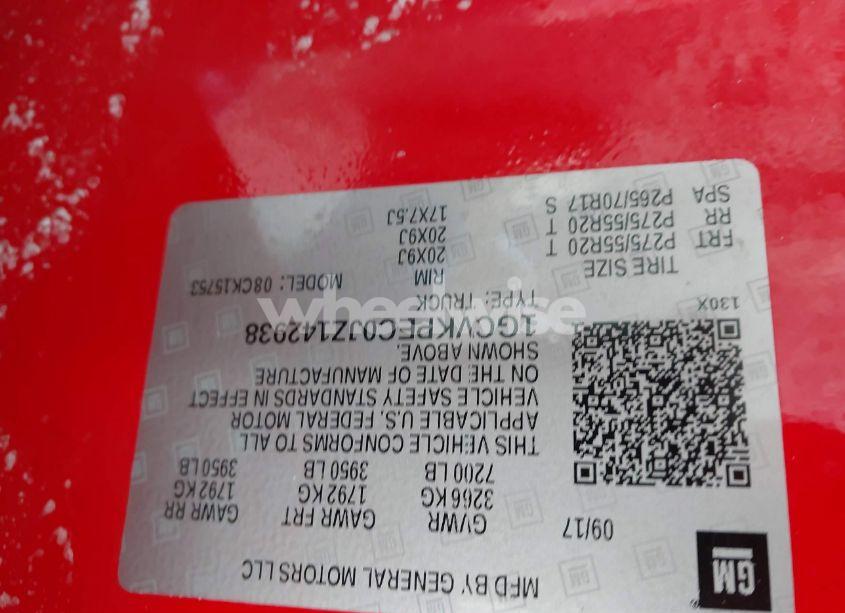 GM
MFD BY GENERAL MOTORS LLC
09/17
GVWR GAWR FRT GAWR RR
3266 KG 1792 KG 1792 KG
7200 LB 3950 LB 3950 LB
THIS VEHICLE CONFORMS TO ALL
APPLICABLE U.S. FEDERAL MOTOR
VEHICLE SAFETY STANDARDS IN EFFECT
ON THE DATE OF MANUFACTURE
SHOWN ABOVE.
1GCVKPEC0JZ142938
130X TYPE: TRUCK MODEL: 08CK15753
TIRE SIZE RIM
FRT P275/55R20 T 20X9J
RR P275/55R20 T 20X9J
SPA P265/70R17 S 17X7.5J
wheelwise